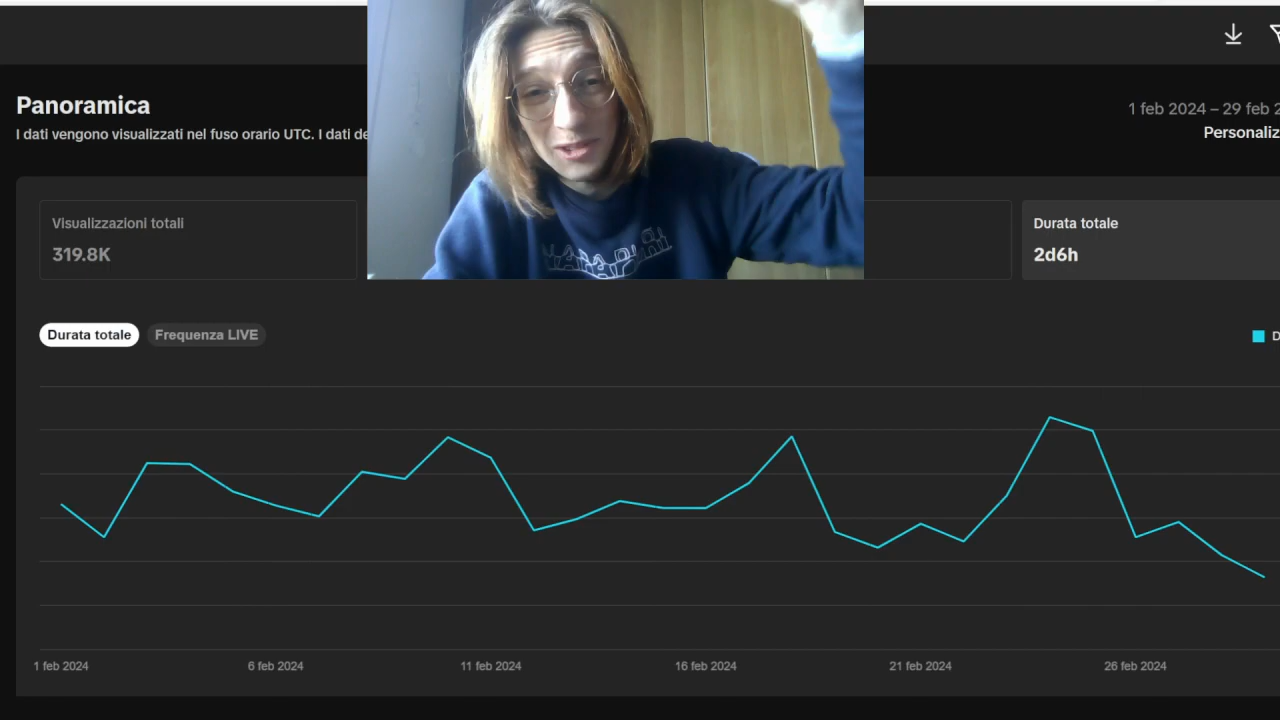 Panoramica
1 feb 2024 – 29 feb 2
I dati vengono visualizzati nel fuso orario UTC. I dati de
Personaliz
Visualizzazioni totali
319.8K
Durata totale
2d6h
Durata totale
Frequenza LIVE
D
1 feb 2024
6 feb 2024
11 feb 2024
16 feb 2024
21 feb 2024
26 feb 2024